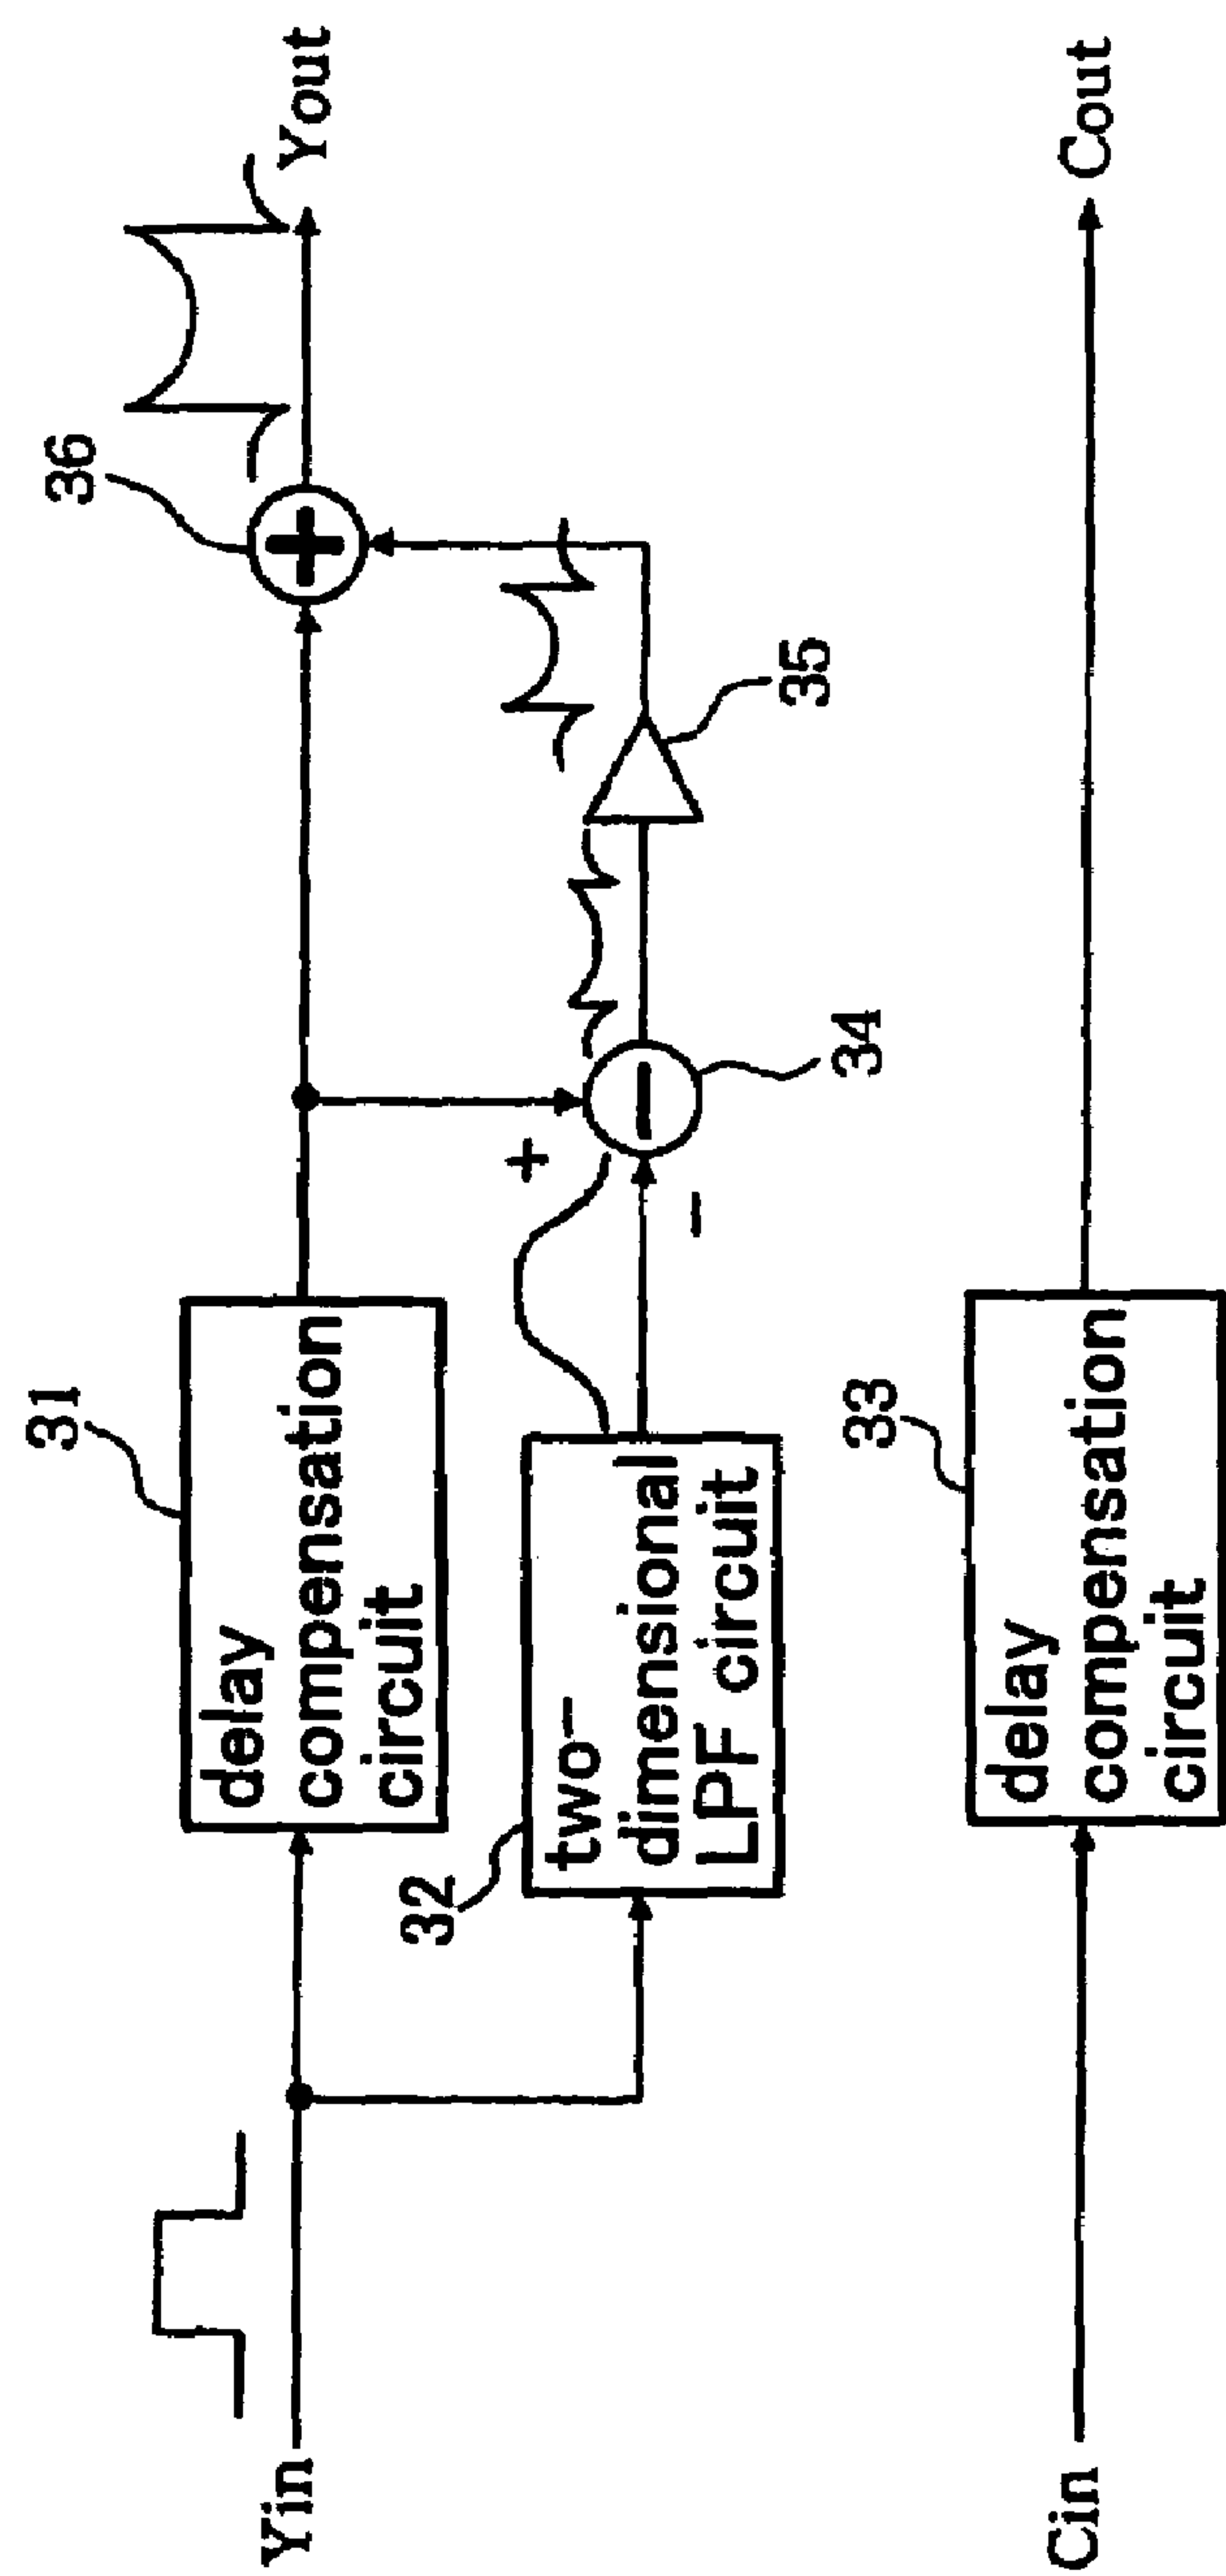 Yin
31
delay
compensation
circuit
32
two-
dimensional
LPF circuit
+
-
34
35
36
Yout
Cin
33
delay
compensation
circuit
Cout